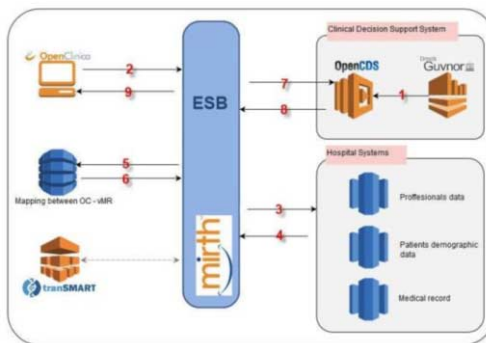 OpenClinica
2
9
ESB
mirth
5
6
Mapping between OC - vMR
tranSMART
Clinical Decision Support System
7
8
OpenCDS
1
Drools
Guvnor
Hospital Systems
3
4
Proffesionals data
Patients demographic
data
Medical record